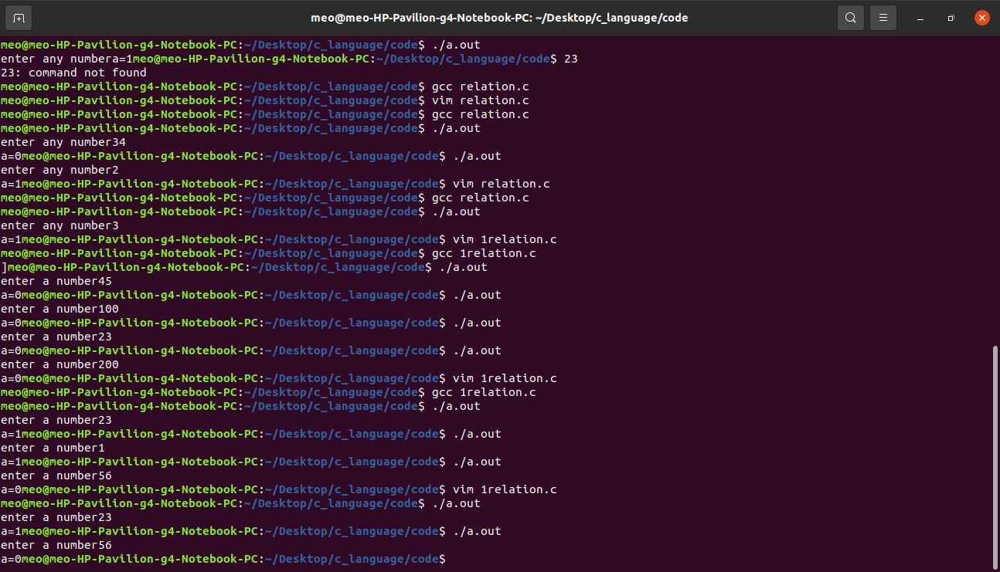 meo@meo-HP-Pavilion-g4-Notebook-PC: ~/Desktop/c_language/code
meo@meo-HP-Pavilion-g4-Notebook-PC:~/Desktop/c_language/code$ ./a.out
enter any numbera=1meo@meo-HP-Pavilion-g4-Notebook-PC:~/Desktop/c_language/code$ 23
23: command not found
meo@meo-HP-Pavilion-g4-Notebook-PC:~/Desktop/c_language/code$ gcc relation.c
meo@meo-HP-Pavilion-g4-Notebook-PC:~/Desktop/c_language/code$ vim relation.c
meo@meo-HP-Pavilion-g4-Notebook-PC:~/Desktop/c_language/code$ gcc relation.c
meo@meo-HP-Pavilion-g4-Notebook-PC:~/Desktop/c_language/code$ ./a.out
enter any number34
a=0meo@meo-HP-Pavilion-g4-Notebook-PC:~/Desktop/c_language/code$ ./a.out
enter any number2
a=1meo@meo-HP-Pavilion-g4-Notebook-PC:~/Desktop/c_language/code$ vim relation.c
meo@meo-HP-Pavilion-g4-Notebook-PC:~/Desktop/c_language/code$ gcc relation.c
meo@meo-HP-Pavilion-g4-Notebook-PC:~/Desktop/c_language/code$ ./a.out
enter any number3
a=1meo@meo-HP-Pavilion-g4-Notebook-PC:~/Desktop/c_language/code$ vim 1relation.c
meo@meo-HP-Pavilion-g4-Notebook-PC:~/Desktop/c_language/code$ gcc 1relation.c
]meo@meo-HP-Pavilion-g4-Notebook-PC:~/Desktop/c_language/code$ ./a.out
enter a number45
a=0meo@meo-HP-Pavilion-g4-Notebook-PC:~/Desktop/c_language/code$ ./a.out
enter a number100
a=0meo@meo-HP-Pavilion-g4-Notebook-PC:~/Desktop/c_language/code$ ./a.out
enter a number23
a=0meo@meo-HP-Pavilion-g4-Notebook-PC:~/Desktop/c_language/code$ ./a.out
enter a number200
a=0meo@meo-HP-Pavilion-g4-Notebook-PC:~/Desktop/c_language/code$ vim 1relation.c
meo@meo-HP-Pavilion-g4-Notebook-PC:~/Desktop/c_language/code$ gcc 1relation.c
meo@meo-HP-Pavilion-g4-Notebook-PC:~/Desktop/c_language/code$ ./a.out
enter a number23
a=1meo@meo-HP-Pavilion-g4-Notebook-PC:~/Desktop/c_language/code$ ./a.out
enter a number1
a=1meo@meo-HP-Pavilion-g4-Notebook-PC:~/Desktop/c_language/code$ ./a.out
enter a number56
a=0meo@meo-HP-Pavilion-g4-Notebook-PC:~/Desktop/c_language/code$ vim 1relation.c
meo@meo-HP-Pavilion-g4-Notebook-PC:~/Desktop/c_language/code$ ./a.out
enter a number23
a=1meo@meo-HP-Pavilion-g4-Notebook-PC:~/Desktop/c_language/code$ ./a.out
enter a number56
a=0meo@meo-HP-Pavilion-g4-Notebook-PC:~/Desktop/c_language/code$